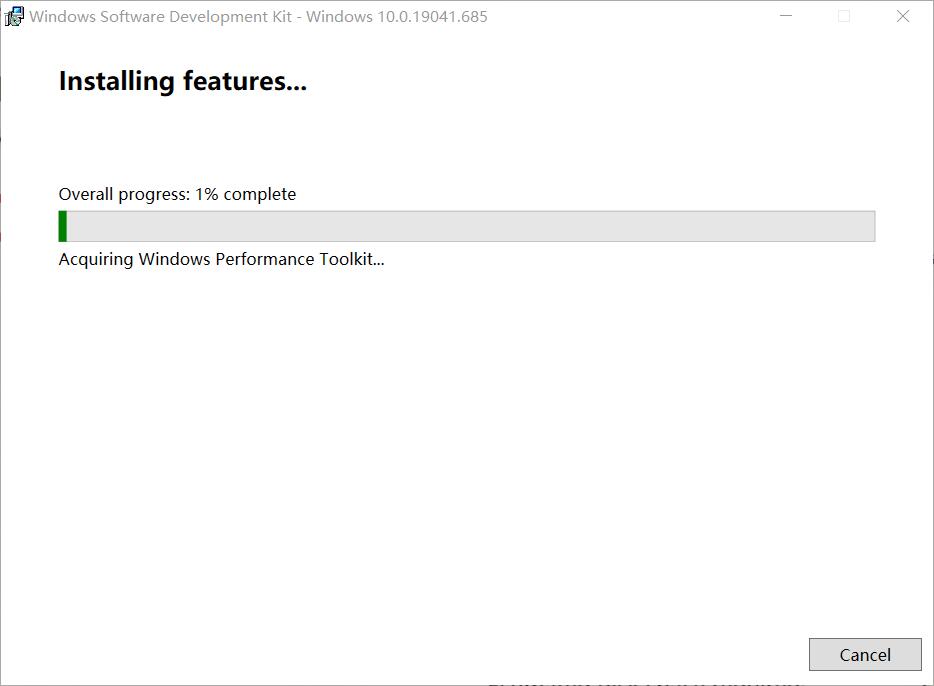 Windows Software Development Kit - Windows 10.0.19041.685
Installing features...
Overall progress: 1% complete
Acquiring Windows Performance Toolkit...
Cancel